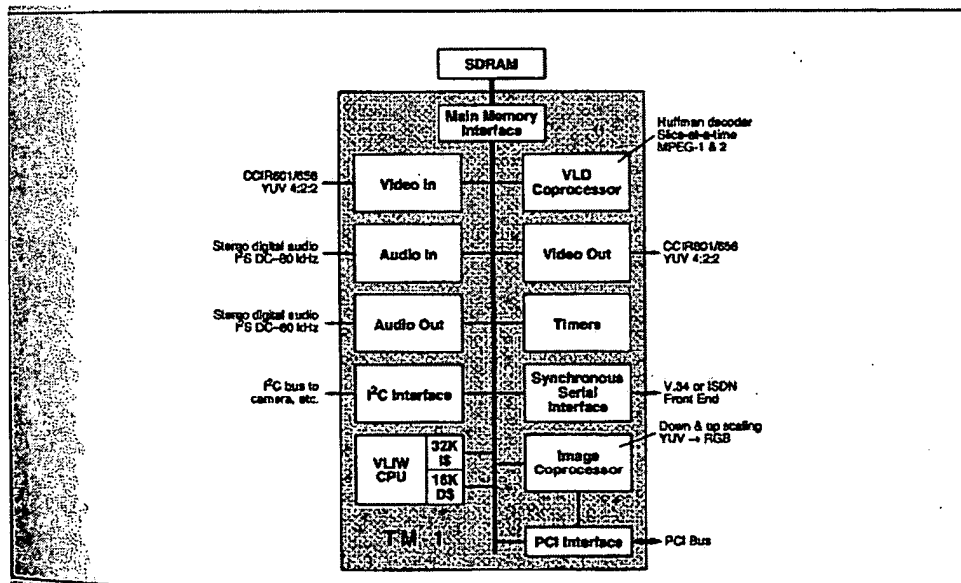 SDRAM
Main Memory
Interface
Huffman decoder
Slice-at-a-time
MPEG-1 & 2
CCIR601/656
YUV 4:2:2
Video In
VLD
Coprocessor
Stereo digital audio
I²S DC–80 kHz
Audio In
Video Out
CCIR601/656
YUV 4:2:2
Stereo digital audio
I²S DC–80 kHz
Audio Out
Timers
I²C bus to
camera, etc.
I²C Interface
Synchronous
Serial
Interface
V.34 or ISDN
Front End
Down & up scaling
YUV → RGB
VLIW
CPU
32K
I$
16K
D$
Image
Coprocessor
TM 1
PCI Interface
PCI Bus